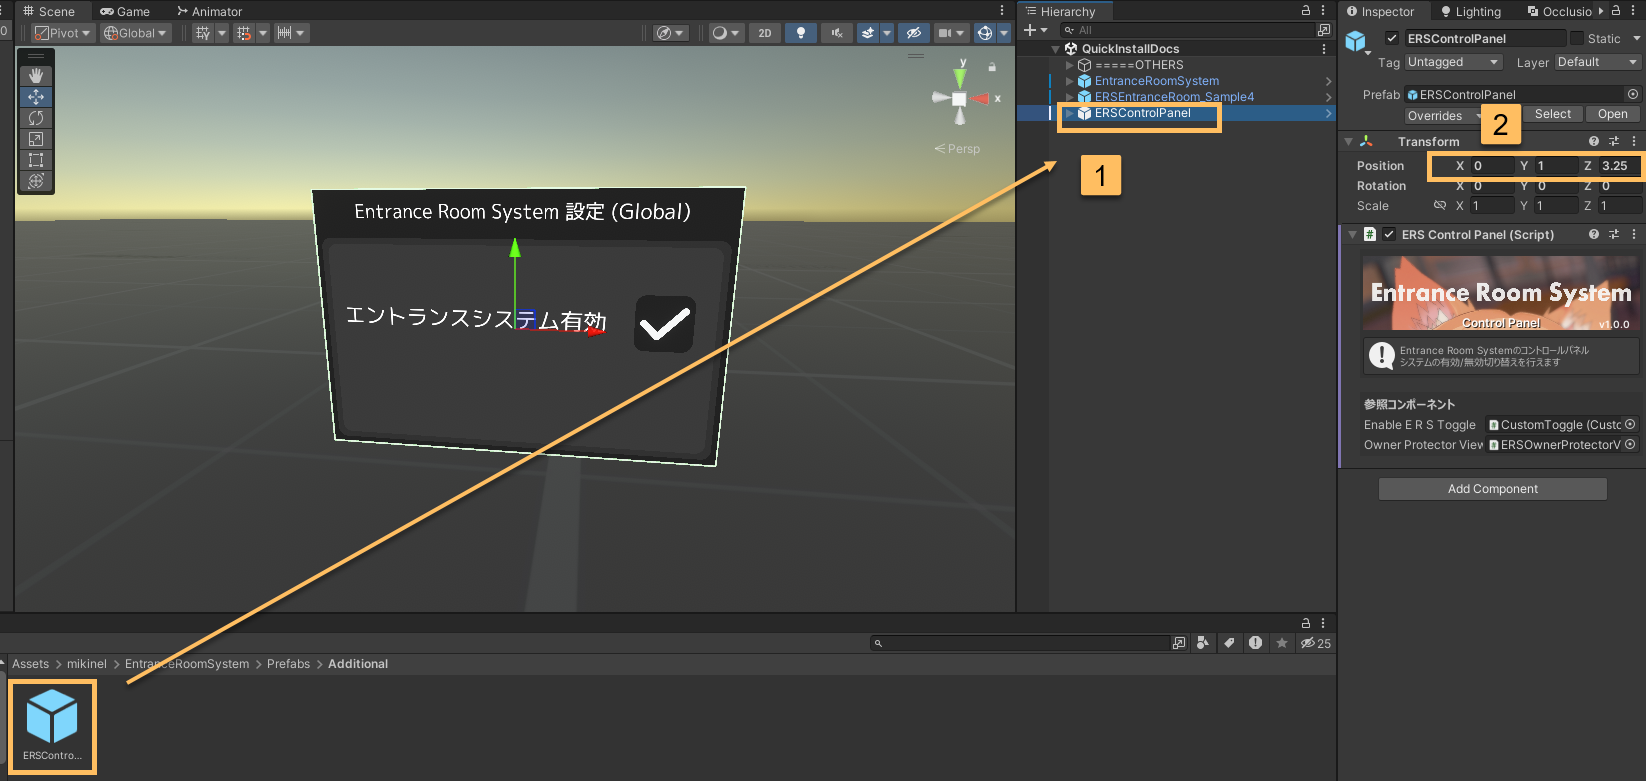 Scene
Game
Animator
Hierarchy
Inspector
Lighting
Occlusio
0
Pivot
Global
2D
All
QuickInstallDocs
=====OTHERS
EntranceRoomSystem
ERSEntranceRoom_Sample4
ERSControlPanel
1
y
x
Persp
Entrance Room System 設定 (Global)
エントランスシステム有効
ERSControlPanel
Static
Tag
Untagged
Layer
Default
Prefab
ERSControlPanel
Overrides
2
Select
Open
Transform
Position
X 0
Y 1
Z 3.25
Rotation
X 0
Y 0
Z 0
Scale
X 1
Y 1
Z 1
ERS Control Panel (Script)
Entrance Room System
Control Panel
v1.0.0
Entrance Room Systemのコントロールパネル
システムの有効/無効切り替えを行えます
参照コンポーネント
Enable E R S Toggle
CustomToggle (Custo
Owner Protector View
ERSOwnerProtectorV
Add Component
25
Assets > mikinel > EntranceRoomSystem > Prefabs > Additional
ERSContro...